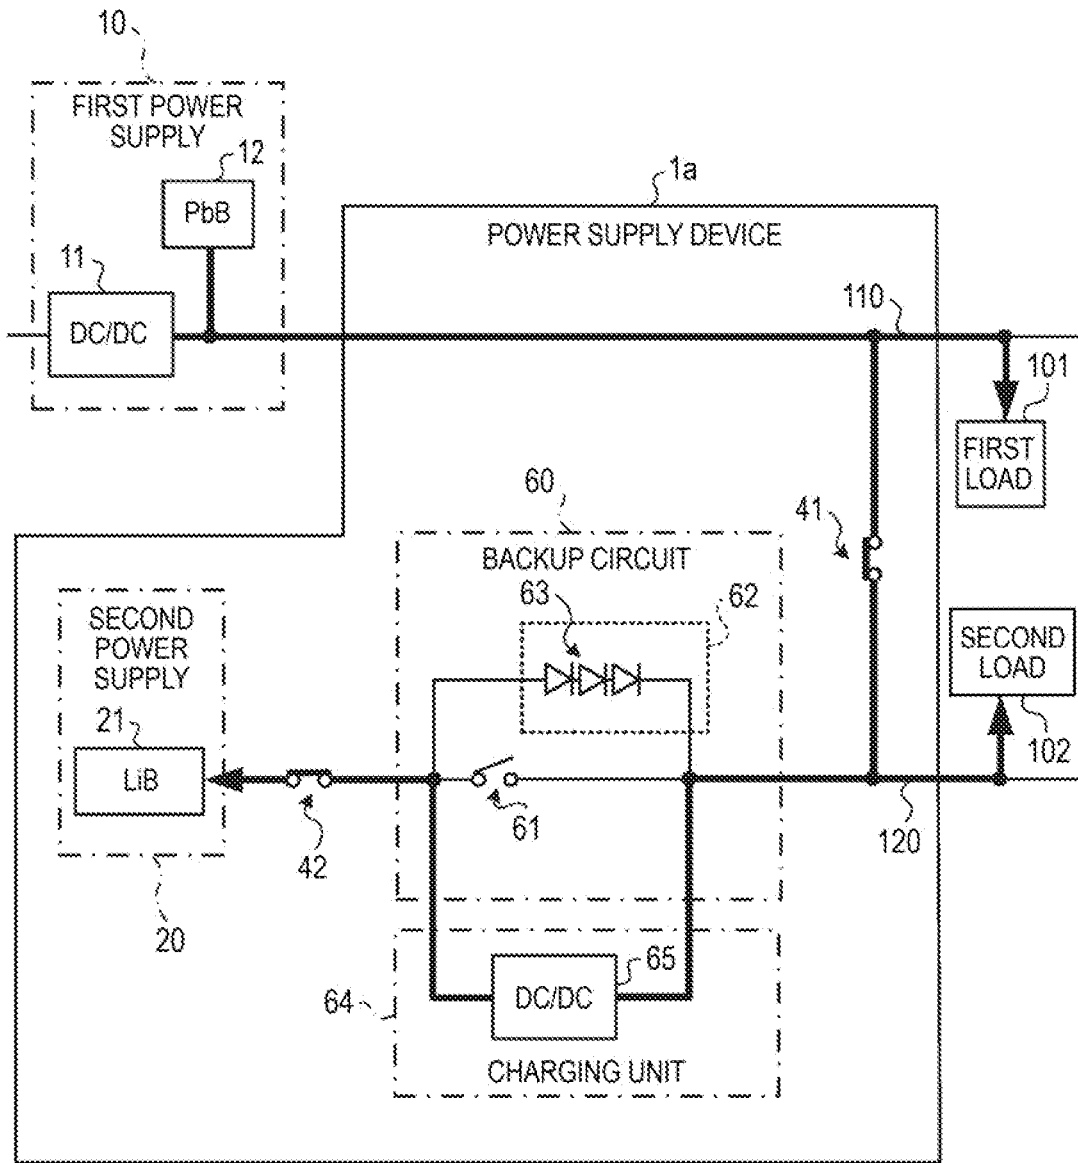 10
FIRST POWER
SUPPLY
12
PbB
1a
POWER SUPPLY DEVICE
11
DC/DC
110
101
FIRST
LOAD
60
41
BACKUP CIRCUIT
63
62
SECOND
POWER
SUPPLY
SECOND
LOAD
21
LiB
102
61
42
120
20
65
DC/DC
64
CHARGING UNIT